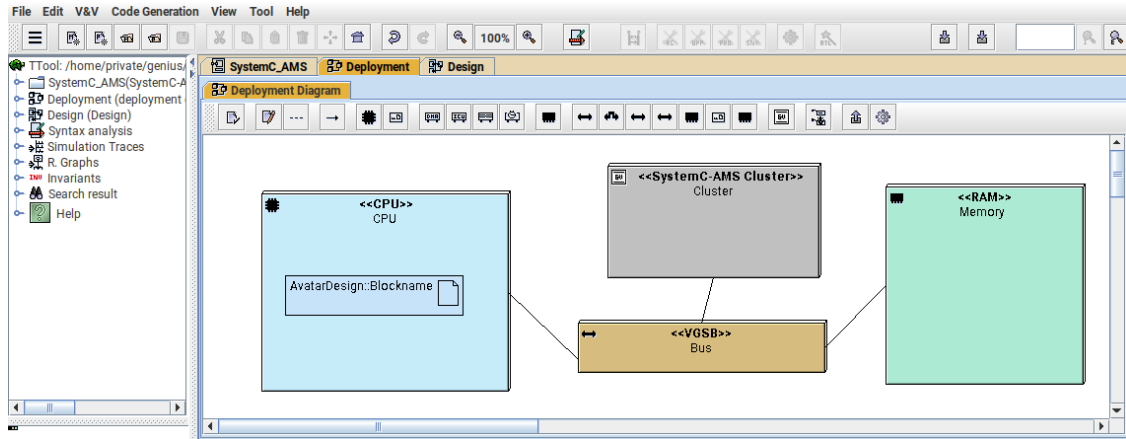 File Edit V&V Code Generation View Tool Help
100%
TTool: /home/private/genius/
SystemC_AMS(SystemC-A
Deployment (deployment
Design (Design)
Syntax analysis
Simulation Traces
R. Graphs
INV Invariants
Search result
? Help
SystemC_AMS Deployment Design
Deployment Diagram
<<CPU>>
CPU
AvatarDesign::Blockname
<<SystemC-AMS Cluster>>
Cluster
<<VGSB>>
Bus
<<RAM>>
Memory